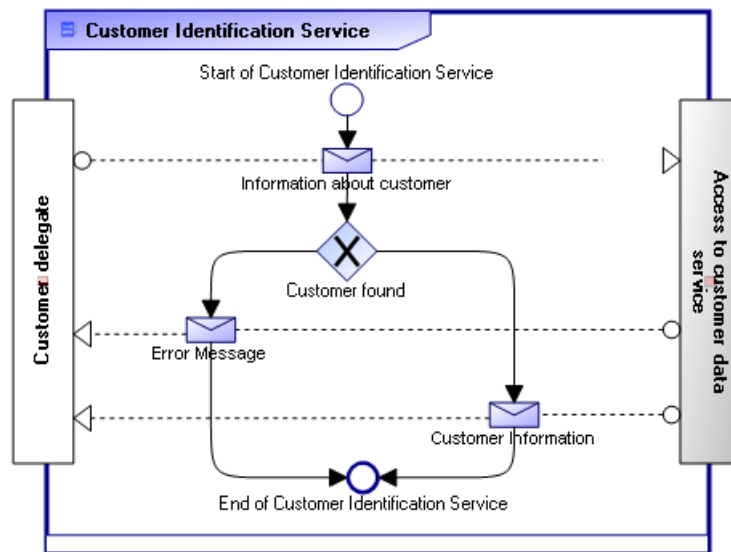 Customer Identification Service
Start of Customer Identification Service
Information about customer
Customer found
Error Message
Customer Information
End of Customer Identification Service
Customer delegate
Access to customer data
service